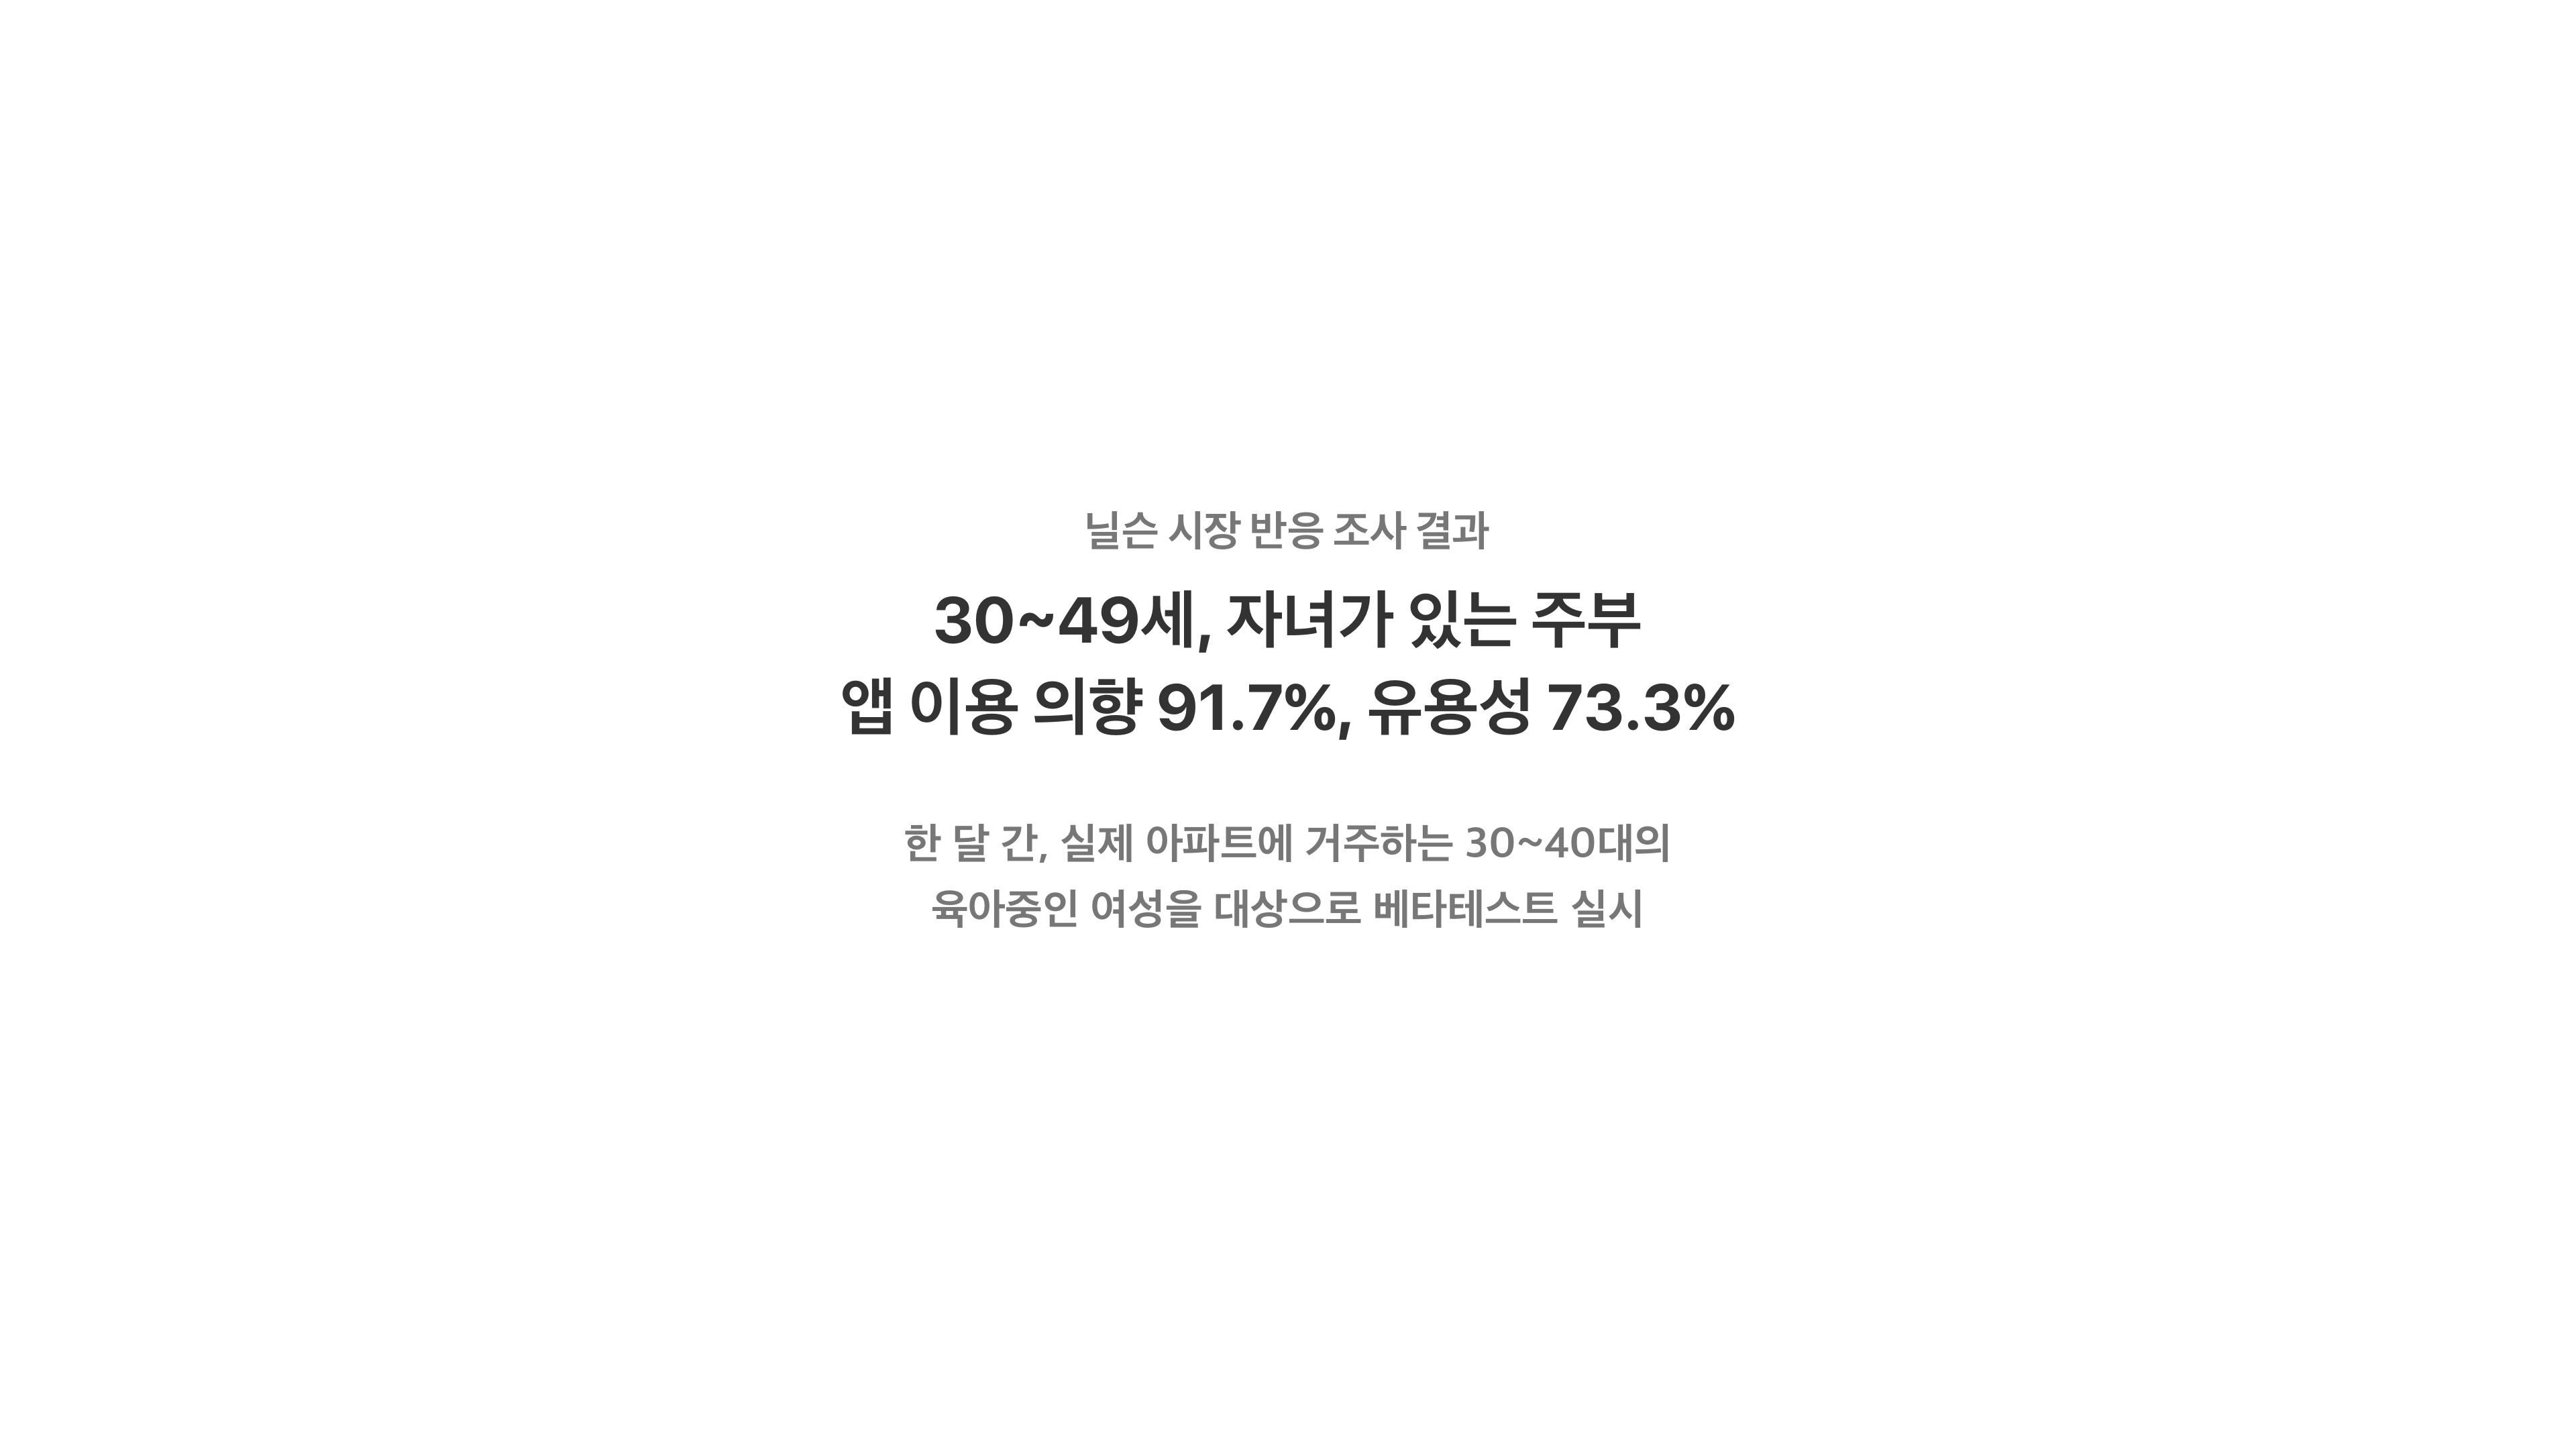 닐슨 시장 반응 조사 결과
30~49세, 자녀가 있는 주부
앱 이용 의향 91.7%, 유용성 73.3%
한 달 간, 실제 아파트에 거주하는 30~40대의
육아중인 여성을 대상으로 베타테스트 실시